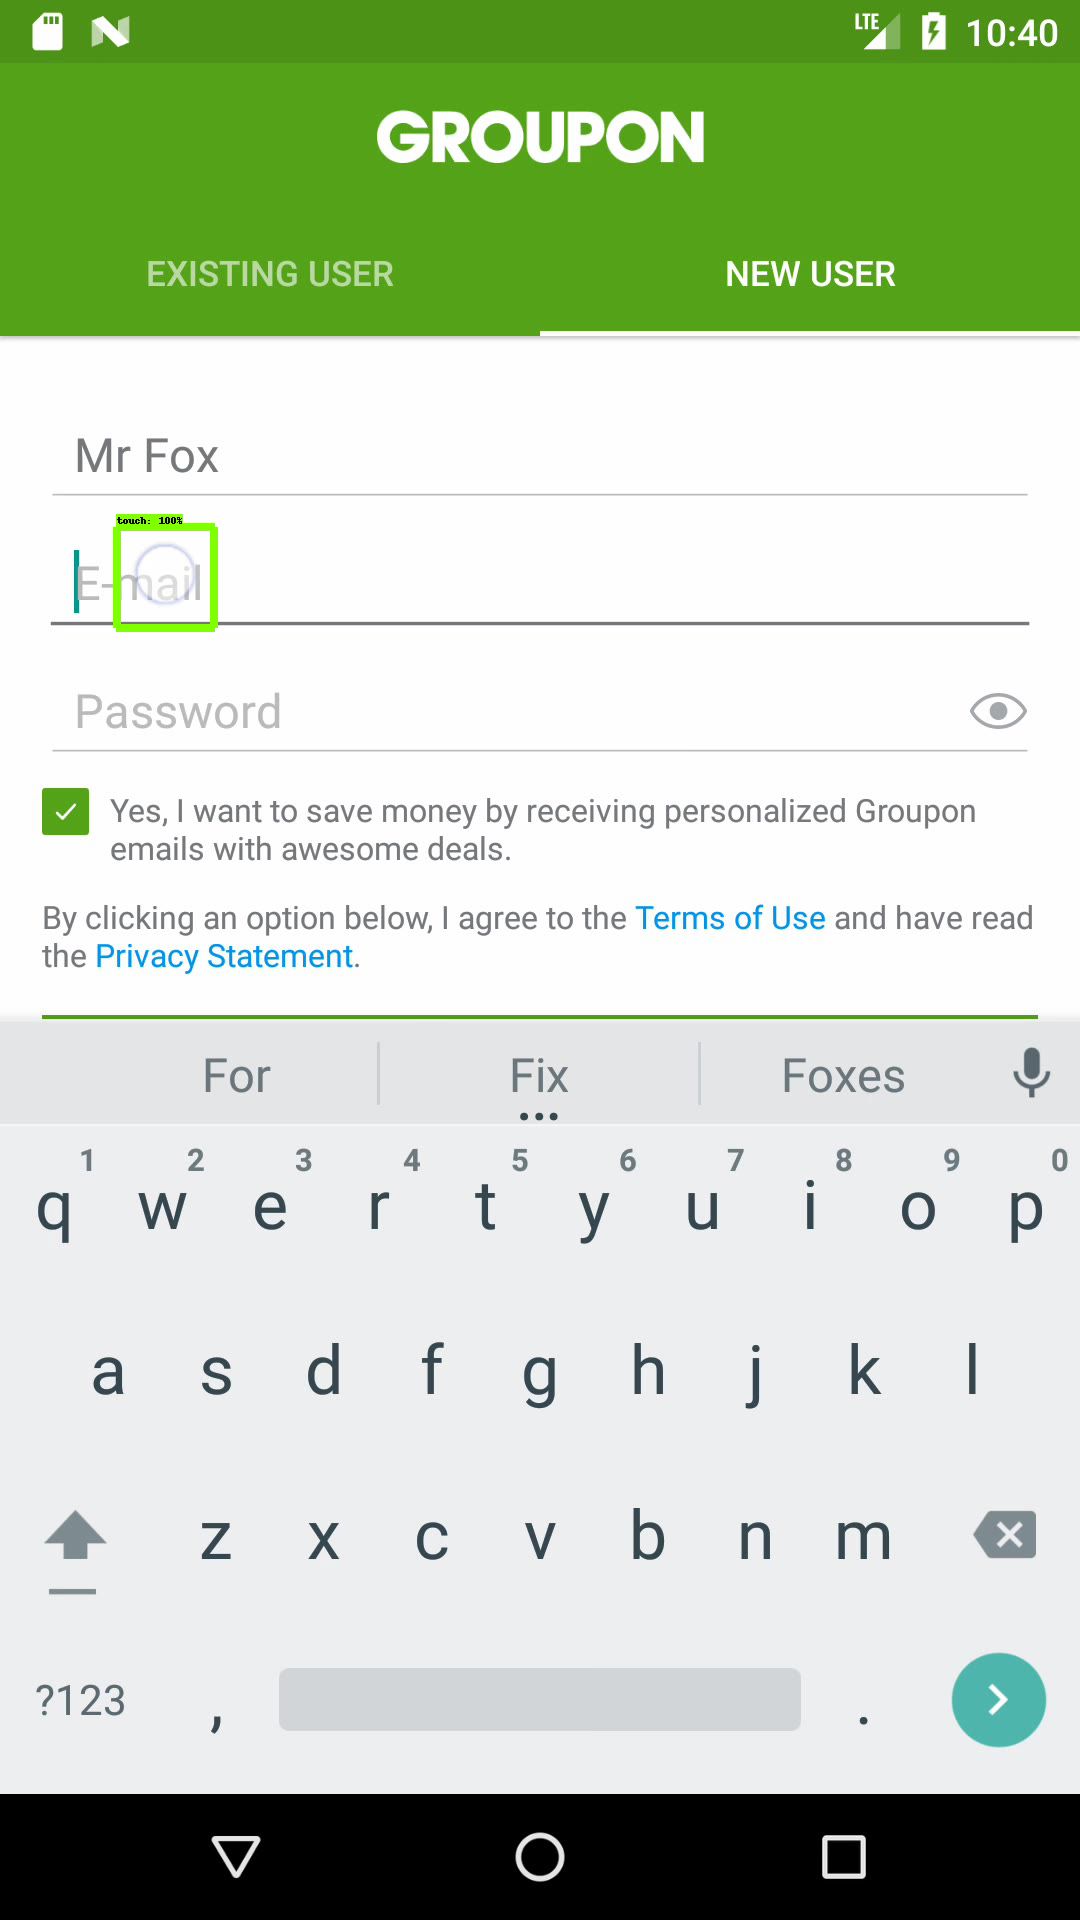 LTE 10:40
GROUPON
EXISTING USER NEW USER
Mr Fox
touch: 100%
E-mail
Password
Yes, I want to save money by receiving personalized Groupon
emails with awesome deals.
By clicking an option below, I agree to the Terms of Use and have read
the Privacy Statement.
For Fix Foxes
1 2 3 4 5 6 7 8 9 0
q w e r t y u i o p
a s d f g h j k l
z x c v b n m
?123 , .